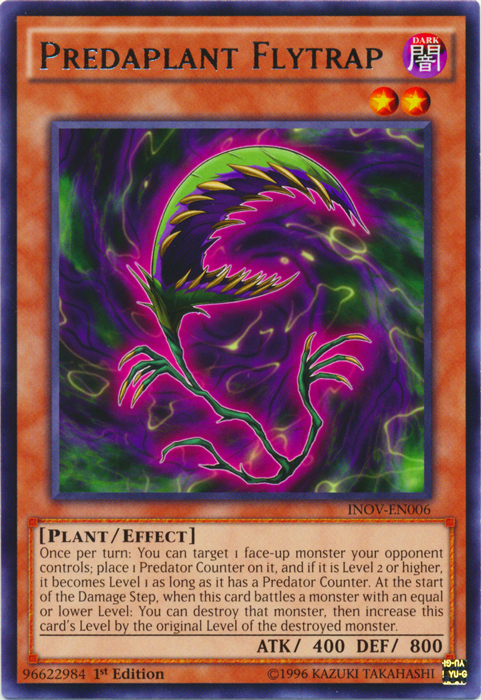 PREDAPLANT FLYTRAP
DARK
闇
INOV-EN006
[PLANT/EFFECT]
Once per turn: You can target 1 face-up monster your opponent
controls; place 1 Predator Counter on it, and if it is Level 2 or higher,
it becomes Level 1 as long as it has a Predator Counter. At the start
of the Damage Step, when this card battles a monster with an equal
or lower Level: You can destroy that monster, then increase this
card's Level by the original Level of the destroyed monster.
ATK/ 400 DEF/ 800
96622984 1st Edition ©1996 KAZUKI TAKAHASHI